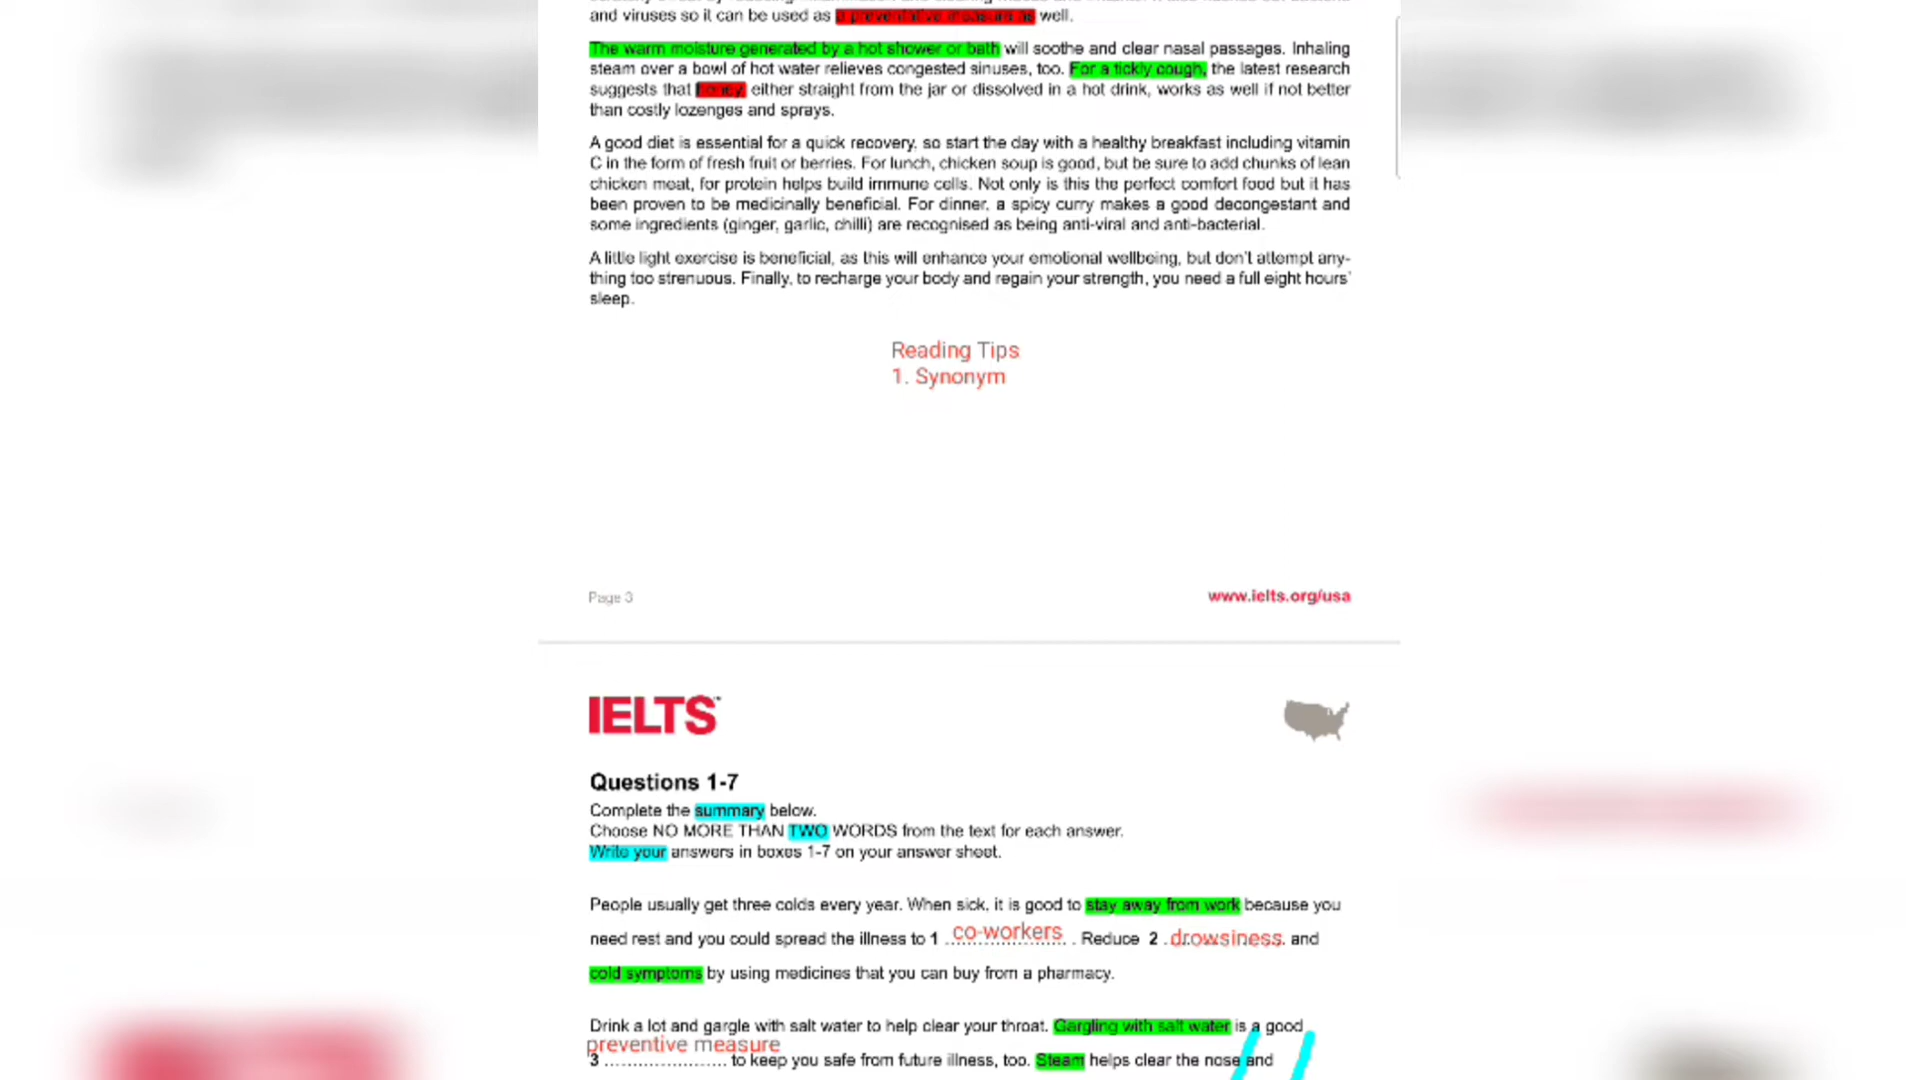 and viruses so it can be used as a preventative measure as well.
The warm moisture generated by a hot shower or bath will soothe and clear nasal passages. Inhaling
steam over a bowl of hot water relieves congested sinuses, too. For a tickly cough, the latest research
suggests that honey, either straight from the jar or dissolved in a hot drink, works as well if not better
than costly lozenges and sprays.
A good diet is essential for a quick recovery, so start the day with a healthy breakfast including vitamin
C in the form of fresh fruit or berries. For lunch, chicken soup is good, but be sure to add chunks of lean
chicken meat, for protein helps build immune cells. Not only is this the perfect comfort food but it has
been proven to be medicinally beneficial. For dinner, a spicy curry makes a good decongestant and
some ingredients (ginger, garlic, chilli) are recognised as being anti-viral and anti-bacterial.
A little light exercise is beneficial, as this will enhance your emotional wellbeing, but don't attempt any-
thing too strenuous. Finally, to recharge your body and regain your strength, you need a full eight hours'
sleep.
Reading Tips
1. Synonym
Page 3
www.ielts.org/usa
IELTS™
Questions 1-7
Complete the summary below.
Choose NO MORE THAN TWO WORDS from the text for each answer.
Write your answers in boxes 1-7 on your answer sheet.
People usually get three colds every year. When sick, it is good to stay away from work because you
need rest and you could spread the illness to 1 co-workers . Reduce 2 drowsiness and
cold symptoms by using medicines that you can buy from a pharmacy.
Drink a lot and gargle with salt water to help clear your throat. Gargling with salt water is a good
preventive measure
3 ........................ to keep you safe from future illness, too. Steam helps clear the nose and